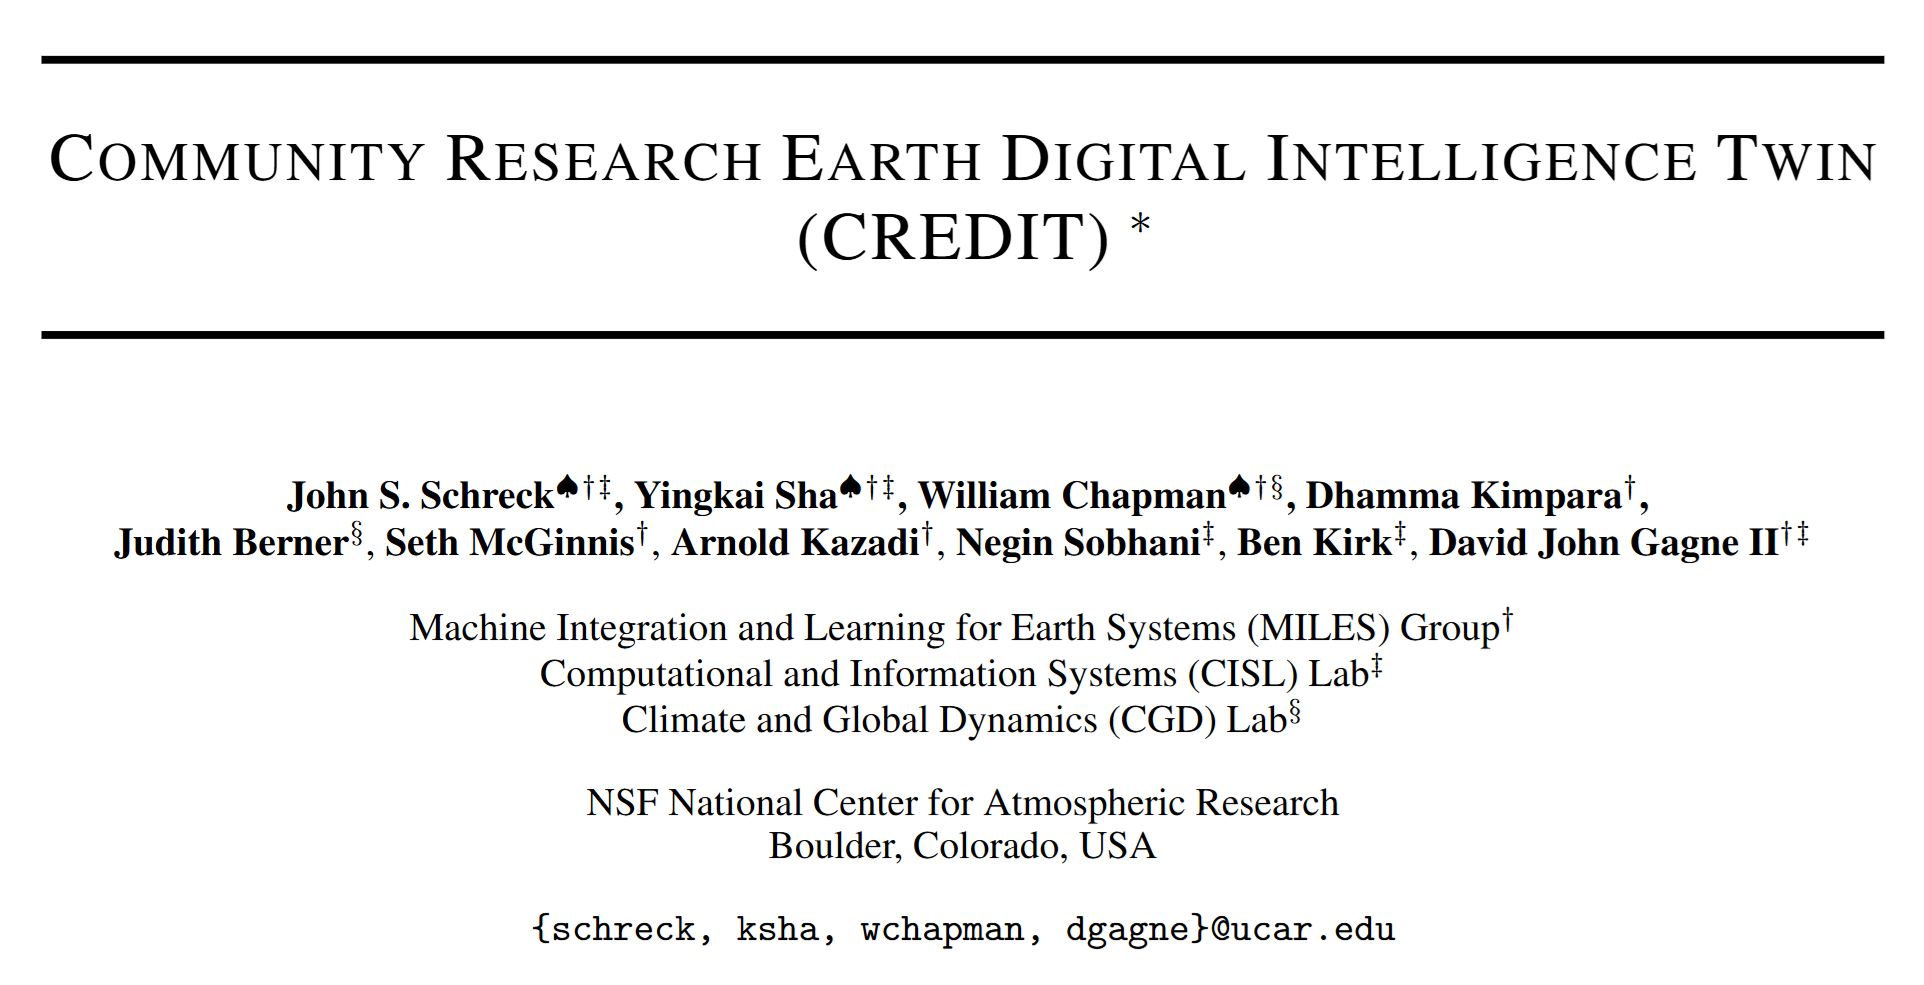 COMMUNITY RESEARCH EARTH DIGITAL INTELLIGENCE TWIN
(CREDIT) *
John S. Schreck♠†‡, Yingkai Sha♠†‡, William Chapman♠†§, Dhamma Kimpara†,
Judith Berner§, Seth McGinnis†, Arnold Kazadi†, Negin Sobhani‡, Ben Kirk‡, David John Gagne II†‡
Machine Integration and Learning for Earth Systems (MILES) Group†
Computational and Information Systems (CISL) Lab‡
Climate and Global Dynamics (CGD) Lab§
NSF National Center for Atmospheric Research
Boulder, Colorado, USA
{schreck, ksha, wchapman, dgagne}@ucar.edu